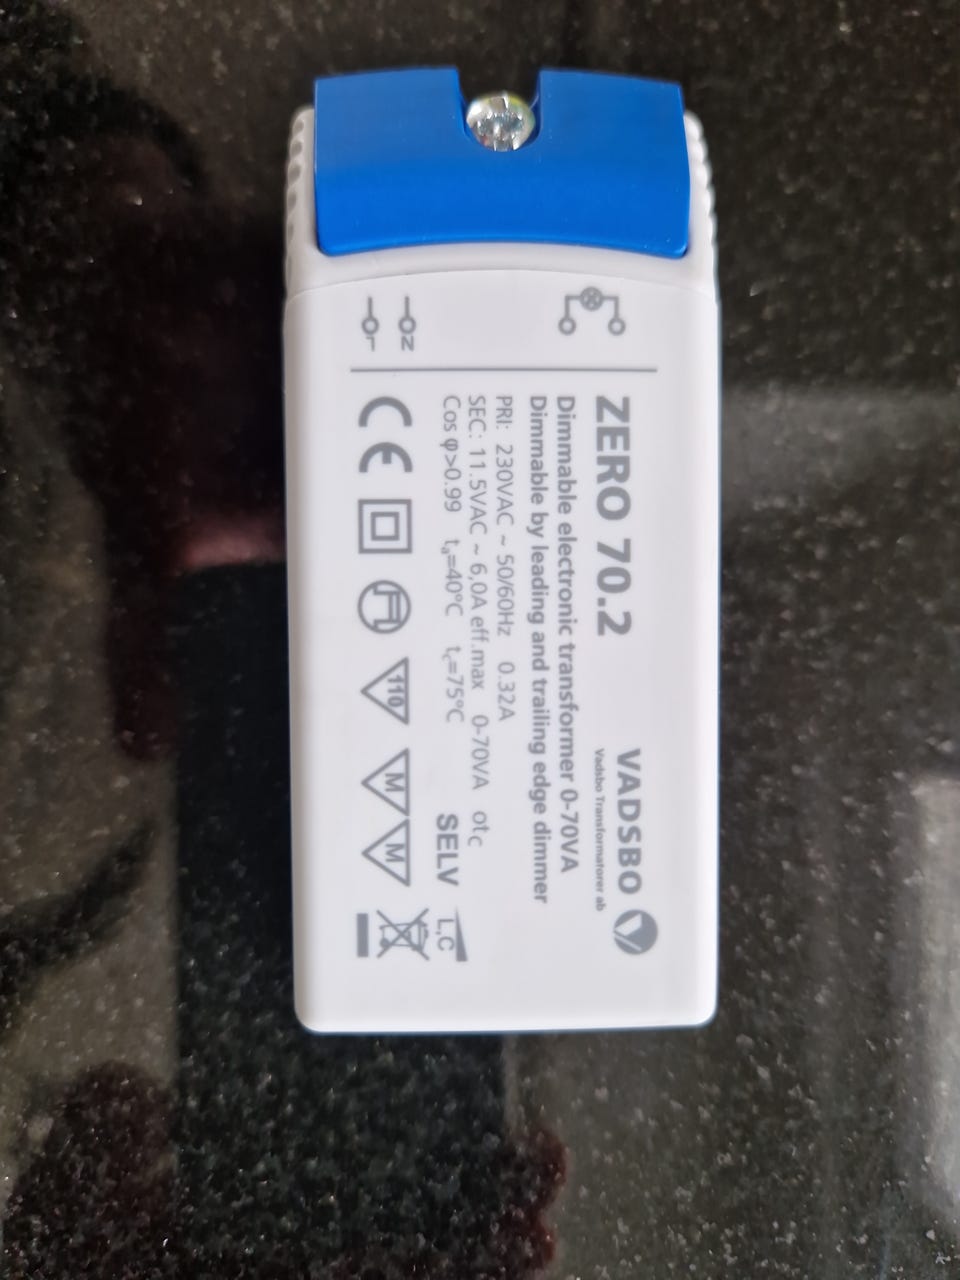 ZERO 70.2
VADSBO
Vadsbo Transformatorer ab
Dimmable electronic transformer 0-70VA
Dimmable by leading and trailing edge dimmer
PRI: 230VAC ~ 50/60Hz 0.32A
SEC: 11.5VAC ~ 6,0A eff.max 0-70VA otc
Cos φ>0.99 ta=40°C tc=75°C
SELV
L,C
CE
110
M
M
N
L